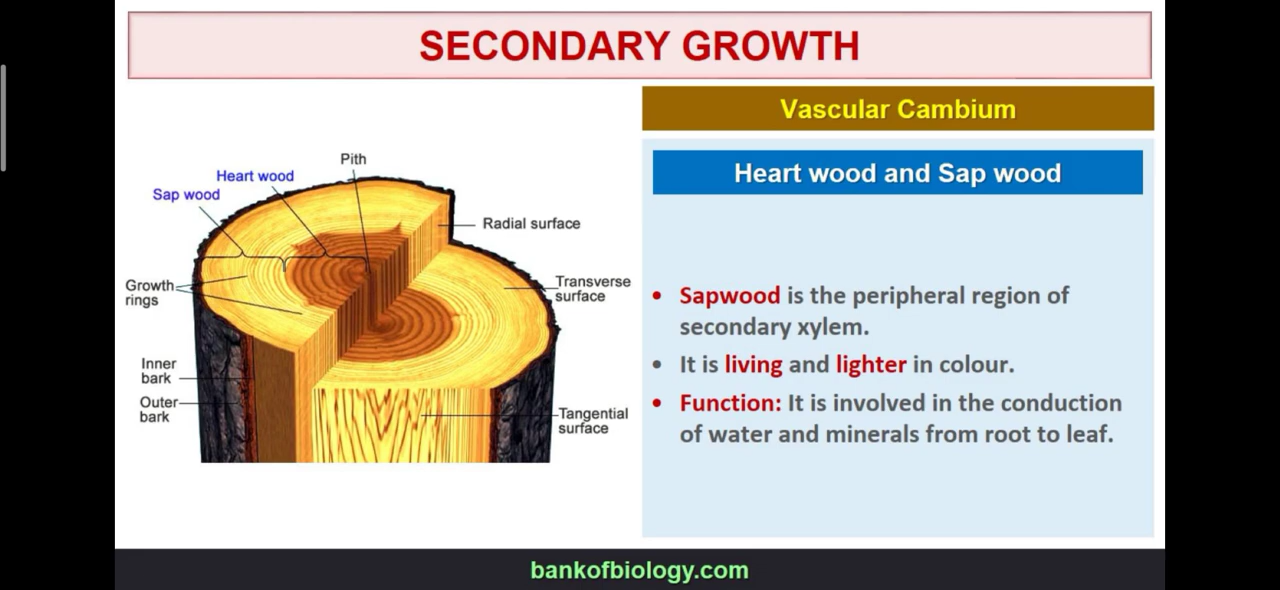 SECONDARY GROWTH
Pith
Heart wood
Sap wood
Radial surface
Growth
rings
Transverse
surface
Inner
bark
Outer
bark
Tangential
surface
Vascular Cambium
Heart wood and Sap wood
• Sapwood is the peripheral region of
secondary xylem.
• It is living and lighter in colour.
• Function: It is involved in the conduction
of water and minerals from root to leaf.
bankofbiology.com